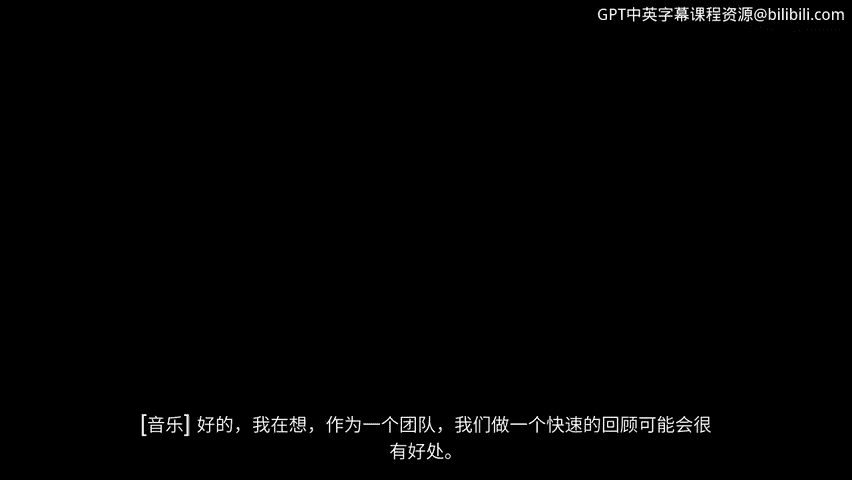 GPT中英字幕课程资源@bilibili.com
[音乐] 好的，我在想，作为一个团队，我们做一个快速的回顾可能会很
有好处。